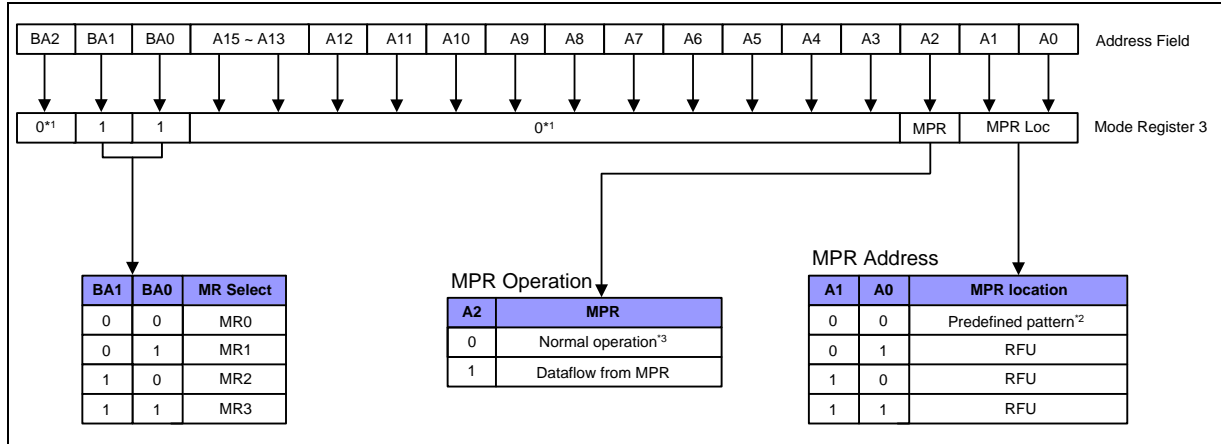 BA2 BA1 BA0 A15 ~ A13 A12 A11 A10 A9 A8 A7 A6 A5 A4 A3 A2 A1 A0 Address Field
0*1 1 1 0*1 MPR MPR Loc Mode Register 3
MPR Operation
MPR Address
BA1 BA0 MR Select
0 0 MR0
0 1 MR1
1 0 MR2
1 1 MR3
A2 MPR
0 Normal operation*3
1 Dataflow from MPR
A1 A0 MPR location
0 0 Predefined pattern*2
0 1 RFU
1 0 RFU
1 1 RFU